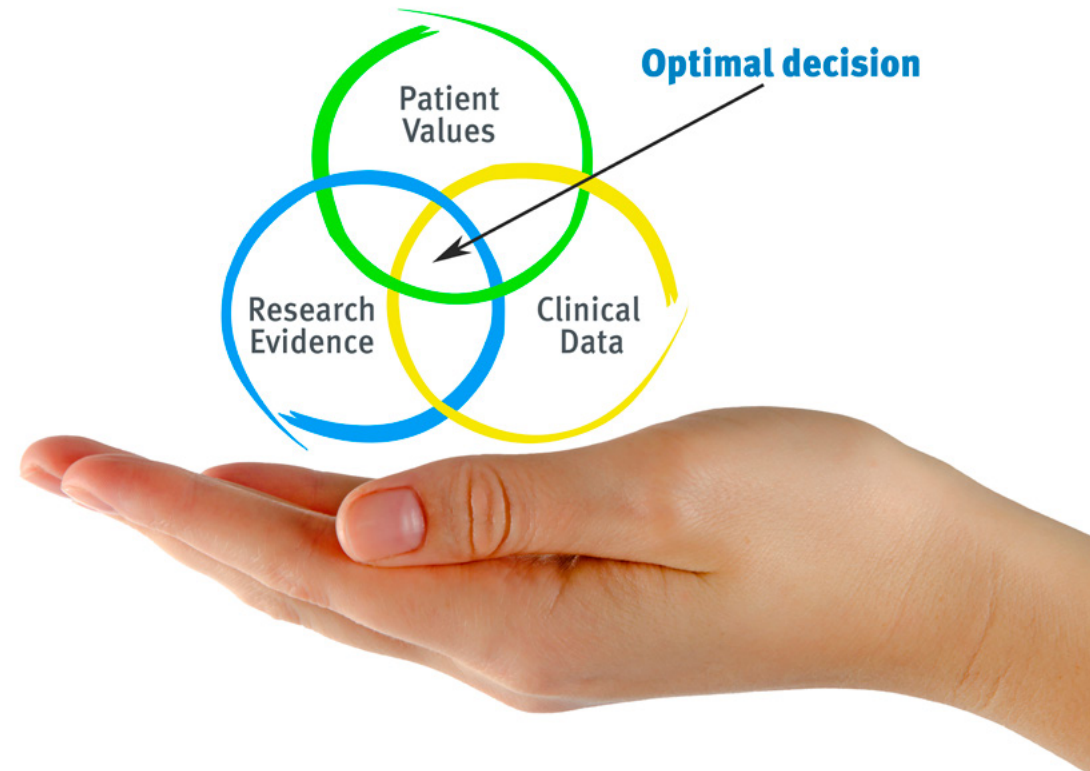 Optimal decision
Patient
Values
Research
Evidence
Clinical
Data